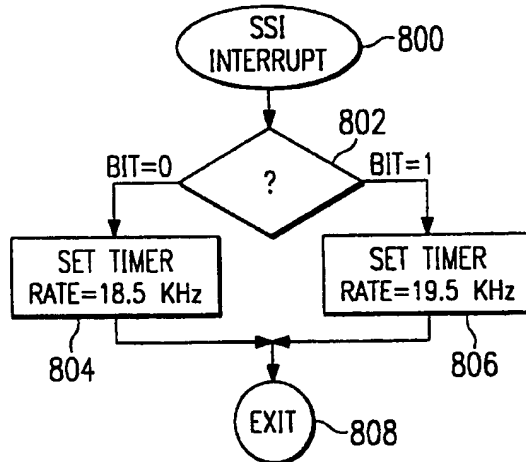 SSI
INTERRUPT
800
802
BIT=0
?
BIT=1
SET TIMER
RATE=18.5 KHz
SET TIMER
RATE=19.5 KHz
804
806
EXIT
808